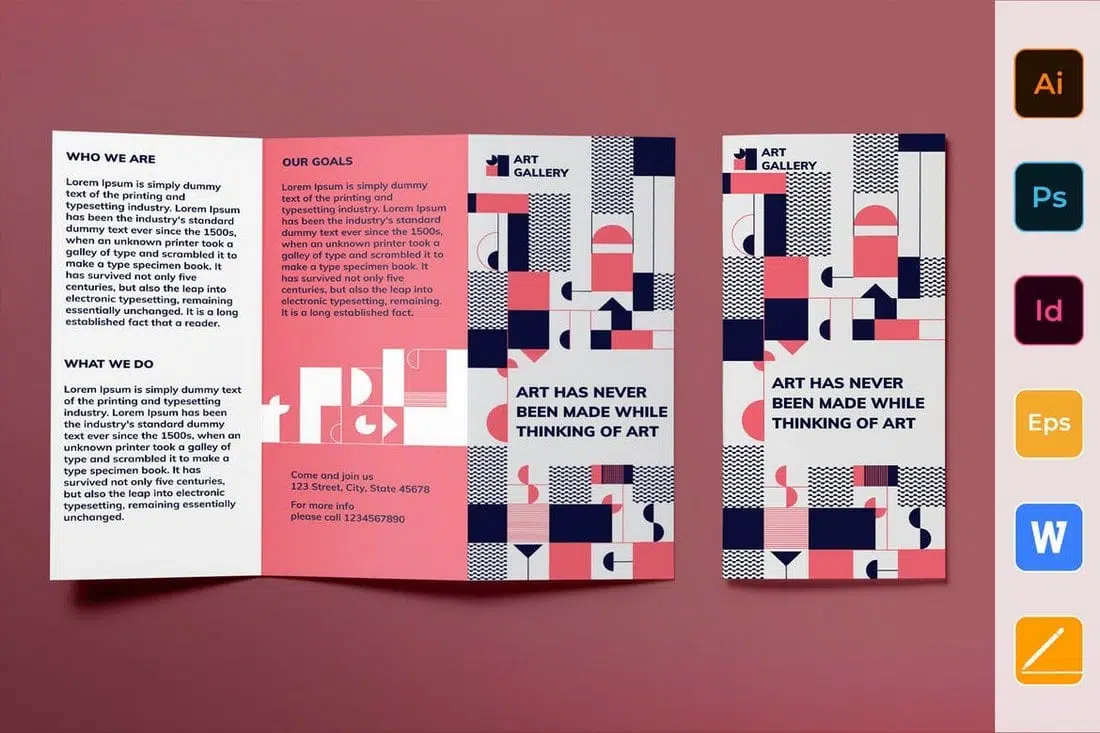 WHO WE ARE
Lorem Ipsum is simply dummy
text of the printing and
typesetting industry. Lorem Ipsum
has been the industry's standard
dummy text ever since the 1500s,
when an unknown printer took a
galley of type and scrambled it to
make a type specimen book. It
has survived not only five
centuries, but also the leap into
electronic typesetting, remaining
essentially unchanged. It is a long
established fact that a reader.
WHAT WE DO
Lorem Ipsum is simply dummy text
of the printing and typesetting
industry. Lorem Ipsum has been
the industry's standard dummy
text ever since the 1500s, when an
unknown printer took a galley of
type and scrambled it to make a
type specimen book. It has
survived not only five centuries,
but also the leap into electronic
typesetting, remaining essentially
unchanged.
OUR GOALS
Lorem Ipsum is simply dummy
text of the printing and
typesetting industry. Lorem Ipsum
has been the industry's standard
dummy text ever since the 1500s,
when an unknown printer took a
galley of type and scrambled it to
make a type specimen book. It
has survived not only five
centuries, but also the leap into
electronic typesetting, remaining.
It is a long established fact.
Come and join us
123 Street, City, State 45678
For more info
please call 1234567890
ART
GALLERY
ART HAS NEVER
BEEN MADE WHILE
THINKING OF ART
ART
GALLERY
ART HAS NEVER
BEEN MADE WHILE
THINKING OF ART
Ai
Ps
Id
Eps
W